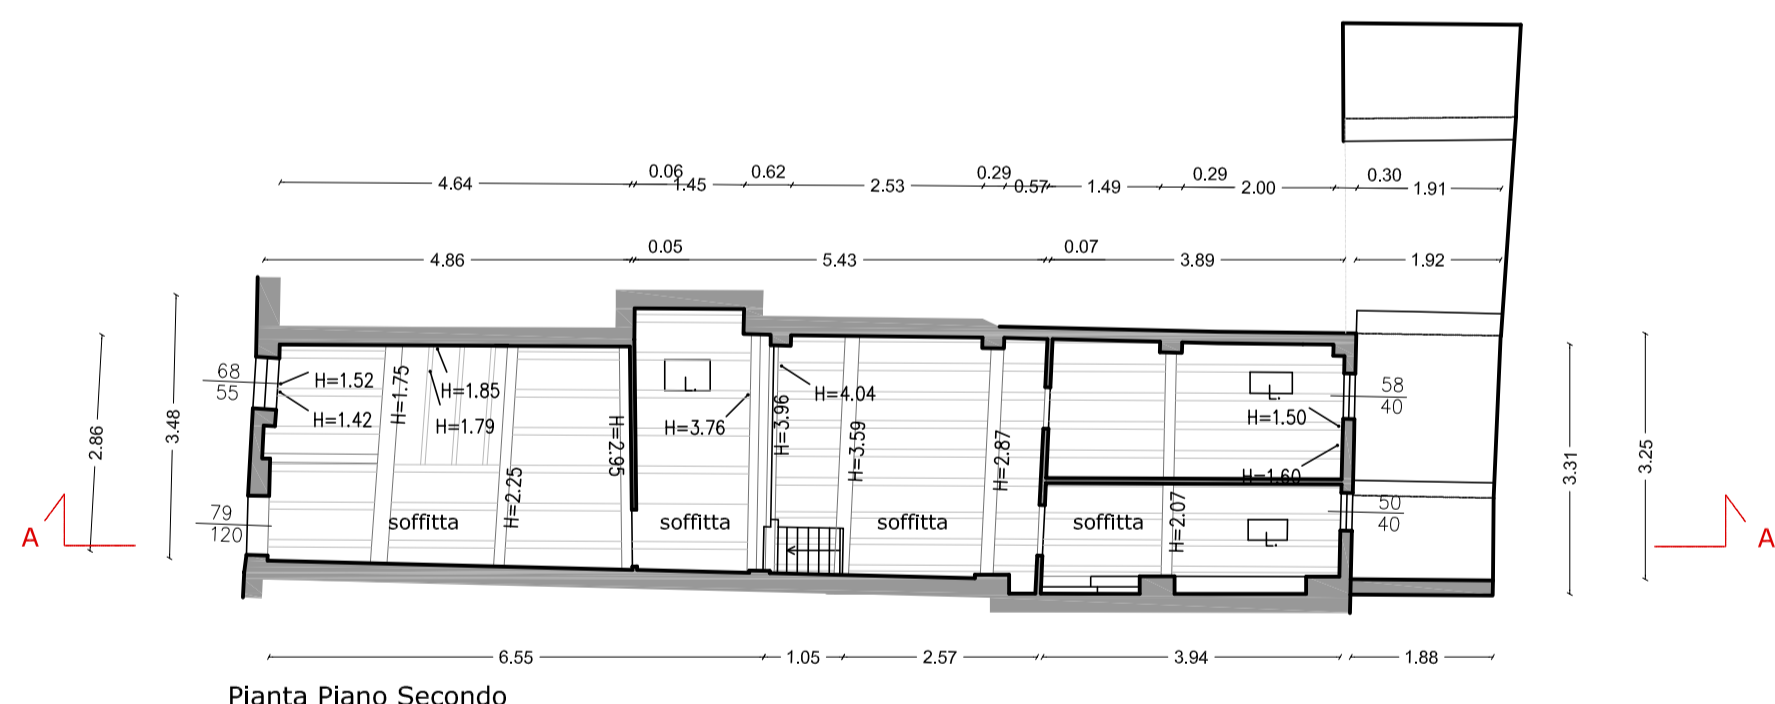 0.06 0.62 0.29 0.29 0.30
4.64 1.45 2.53 0.57 1.49 2.00 1.91
0.05 0.07
4.86 5.43 3.89 1.92
68
55
H=1.52
H=1.42
H=1.75
H=1.85
H=1.79
H=2.25
H=2.95
L.
H=3.76
H=3.96
H=4.04
H=3.59
H=2.87
L.
H=1.50
H=1.60
58
40
2.86
3.48
3.31
3.25
79
120
soffitta soffitta soffitta soffitta
H=2.07
L.
50
40
A A
6.55 1.05 2.57 3.94 1.88
Pianta Piano Secondo